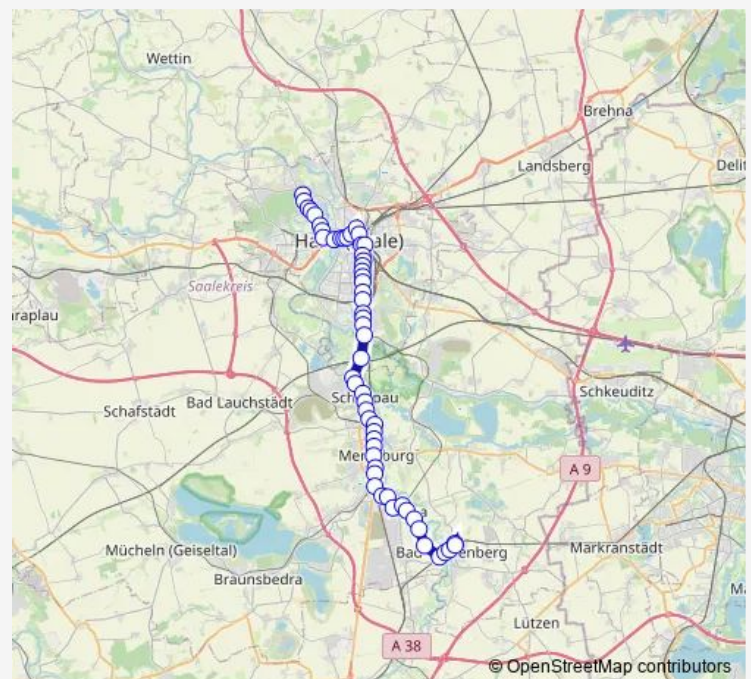 Wettin
Brehna
Landsberg
Delit
Ha
ale)
Saalekreis
araplau
Schkeuditz
Schafstädt
Bad Lauchstädt
Sch
pau
A 9
Me
burg
a
Mücheln (Geiseltal)
Bad
enberg
Markranstädt
Braunsbedra
Ma
Lützen
A 38
© OpenStreetMap contributors